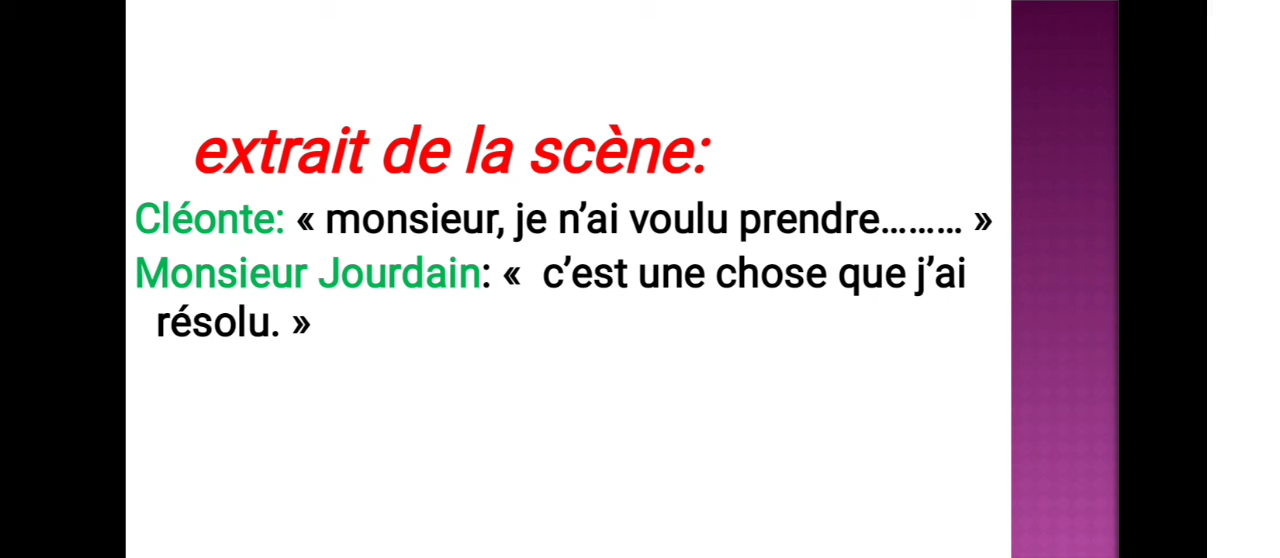 extrait de la scène:
Cléonte: « monsieur, je n’ai voulu prendre……… »
Monsieur Jourdain: «  c’est une chose que j’ai
résolu. »